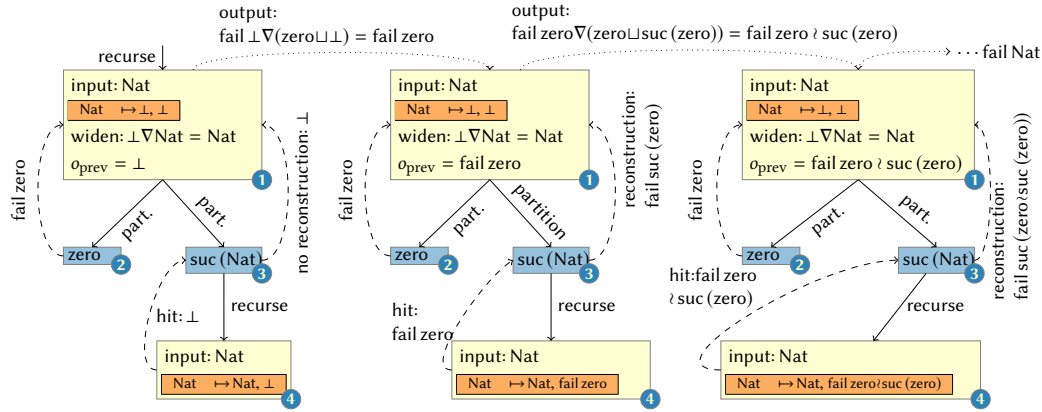 output:
fail ⊥∇(zero⊔⊥) = fail zero
output:
fail zero∇(zero⊔suc (zero)) = fail zero ≀ suc (zero)
recurse
··· fail Nat
input: Nat
Nat ↦ ⊥, ⊥
widen: ⊥∇Nat = Nat
o_prev = ⊥
1
fail zero
no reconstruction: ⊥
part.
part.
zero
2
suc (Nat)
3
hit: ⊥
recurse
input: Nat
Nat ↦ Nat, ⊥
4
input: Nat
Nat ↦ ⊥, ⊥
widen: ⊥∇Nat = Nat
o_prev = fail zero
1
fail zero
reconstruction:
fail suc (zero)
part.
partition
zero
2
suc (Nat)
3
hit:
fail zero
recurse
input: Nat
Nat ↦ Nat, fail zero
4
input: Nat
Nat ↦ ⊥, ⊥
widen: ⊥∇Nat = Nat
o_prev = fail zero ≀ suc (zero)
1
fail zero
reconstruction:
fail suc (zero≀suc (zero))
part.
part.
zero
2
suc (Nat)
3
hit:fail zero
≀ suc (zero)
recurse
input: Nat
Nat ↦ Nat, fail zero≀suc (zero)
4